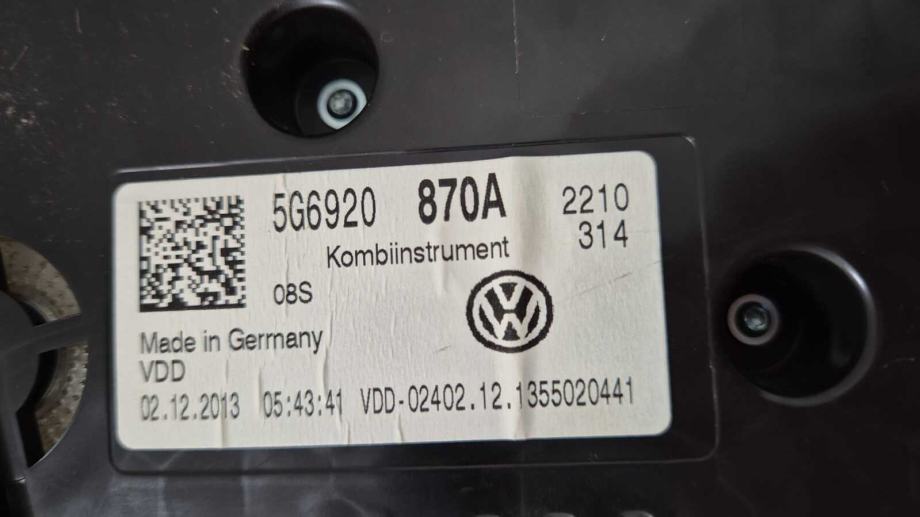 5G6920 870A 2210
314
Kombiinstrument
08S
Made in Germany
VDD
02.12.2013 05:43:41 VDD-02402.12.1355020441